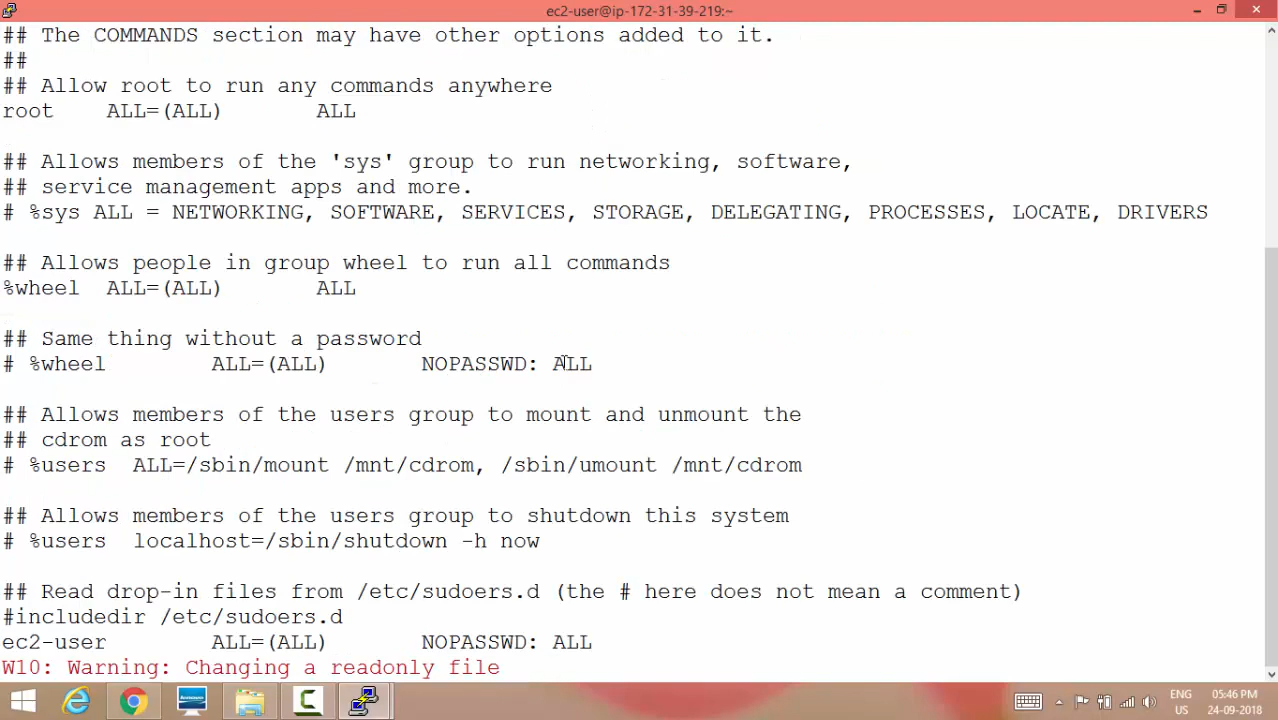 ec2-user@ip-172-31-39-219:~
## The COMMANDS section may have other options added to it.
##
## Allow root to run any commands anywhere
root    ALL=(ALL)       ALL
## Allows members of the 'sys' group to run networking, software,
## service management apps and more.
# %sys ALL = NETWORKING, SOFTWARE, SERVICES, STORAGE, DELEGATING, PROCESSES, LOCATE, DRIVERS
## Allows people in group wheel to run all commands
%wheel  ALL=(ALL)       ALL
## Same thing without a password
# %wheel        ALL=(ALL)       NOPASSWD: ALL
## Allows members of the users group to mount and unmount the
## cdrom as root
# %users  ALL=/sbin/mount /mnt/cdrom, /sbin/umount /mnt/cdrom
## Allows members of the users group to shutdown this system
# %users  localhost=/sbin/shutdown -h now
## Read drop-in files from /etc/sudoers.d (the # here does not mean a comment)
#includedir /etc/sudoers.d
ec2-user        ALL=(ALL)       NOPASSWD: ALL
W10: Warning: Changing a readonly file
ENG 05:46 PM
US 24-09-2018